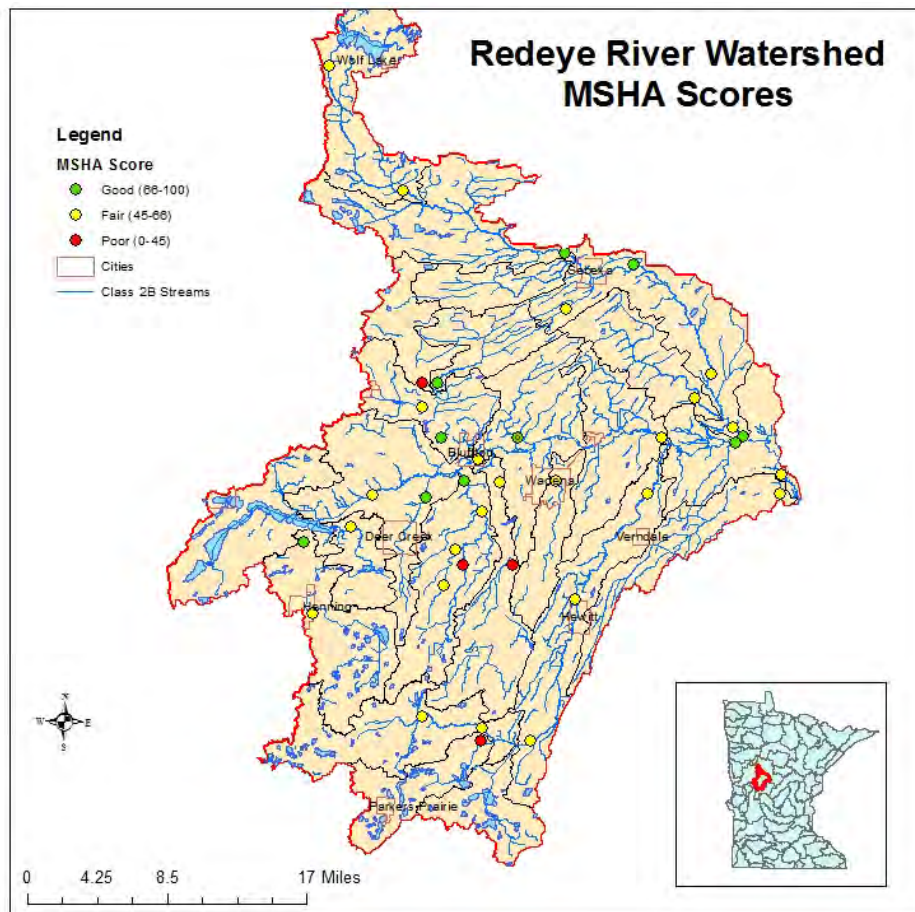 Redeye River Watershed
MSHA Scores
Wolf Lake
Legend
MSHA Score
Good (66-100)
Fair (45-66)
Poor (0-45)
Cities
Class 2B Streams
Sebeka
Bluffton
Wadena
Deer Creek
Verndale
Henning
Hewitt
Parkers Prairie
N
W E
S
0 4.25 8.5 17 Miles